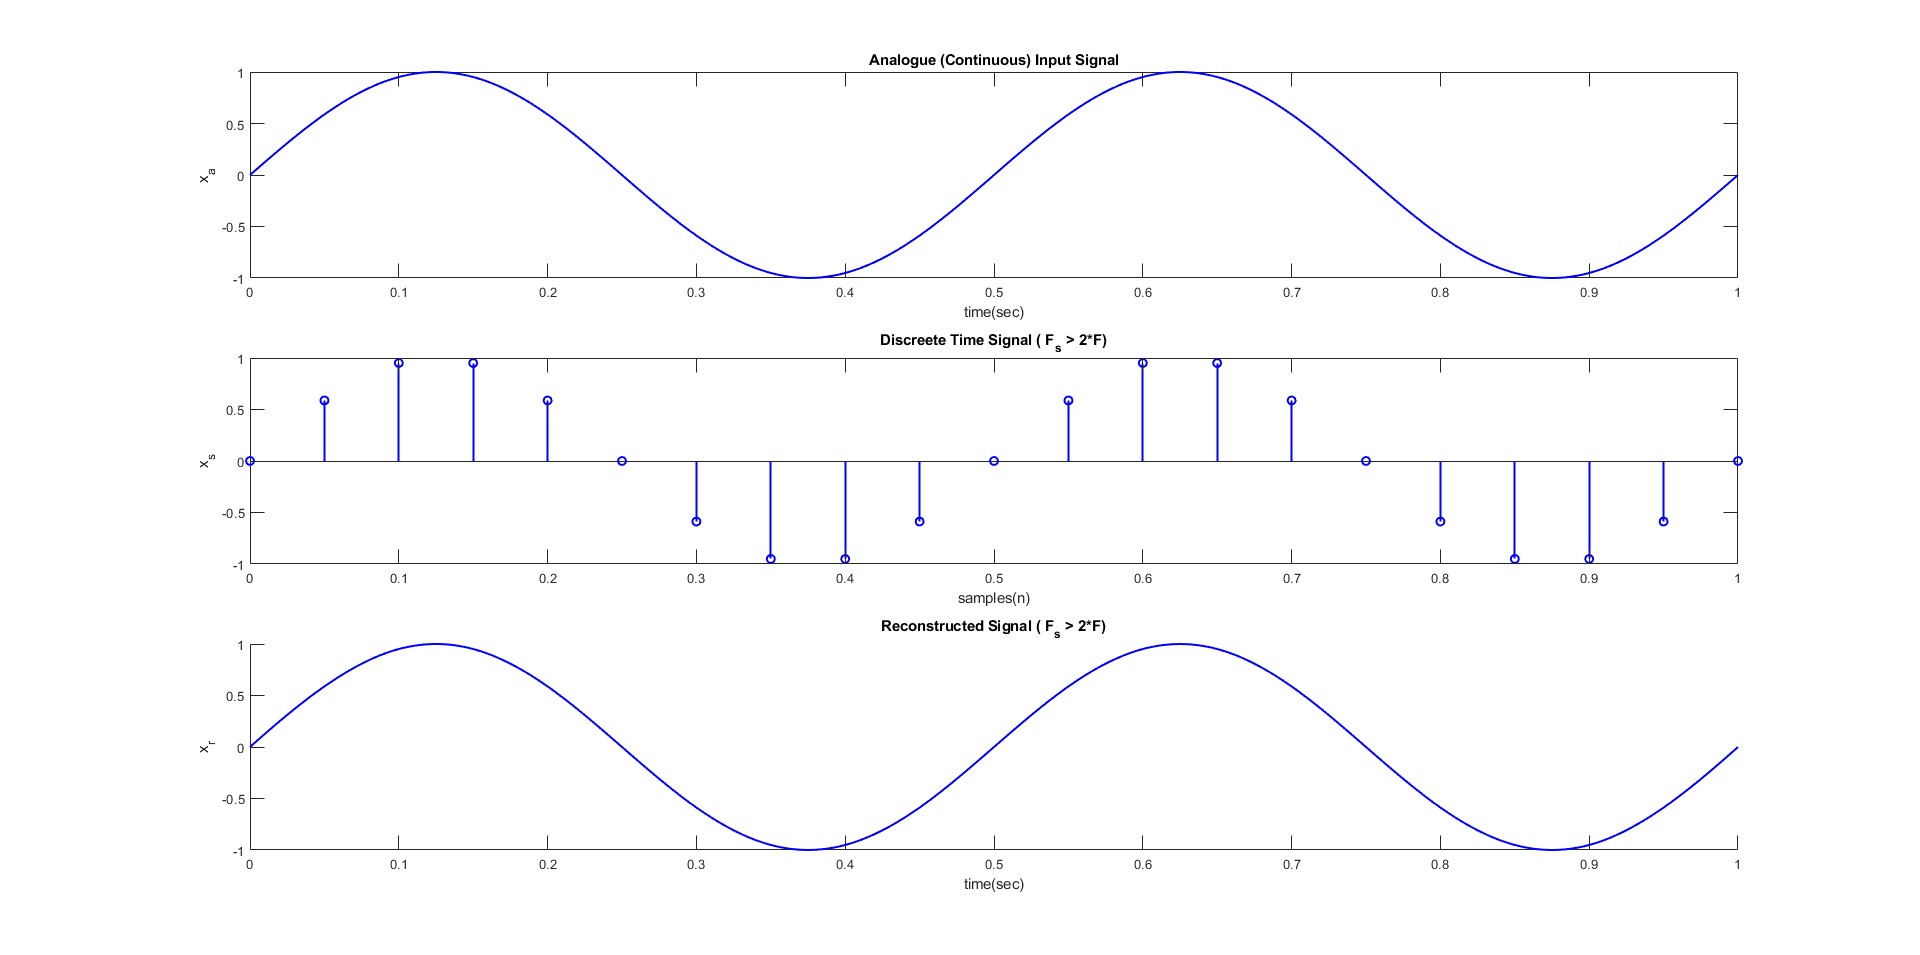 Analogue (Continuous) Input Signal
1
0.5
0
-0.5
-1
x a
0 0.1 0.2 0.3 0.4 0.5 0.6 0.7 0.8 0.9 1
time(sec)
Discreete Time Signal ( Fs > 2*F)
1
0.5
0
-0.5
-1
x s
0 0.1 0.2 0.3 0.4 0.5 0.6 0.7 0.8 0.9 1
samples(n)
Reconstructed Signal ( Fs > 2*F)
1
0.5
0
-0.5
-1
x r
0 0.1 0.2 0.3 0.4 0.5 0.6 0.7 0.8 0.9 1
time(sec)